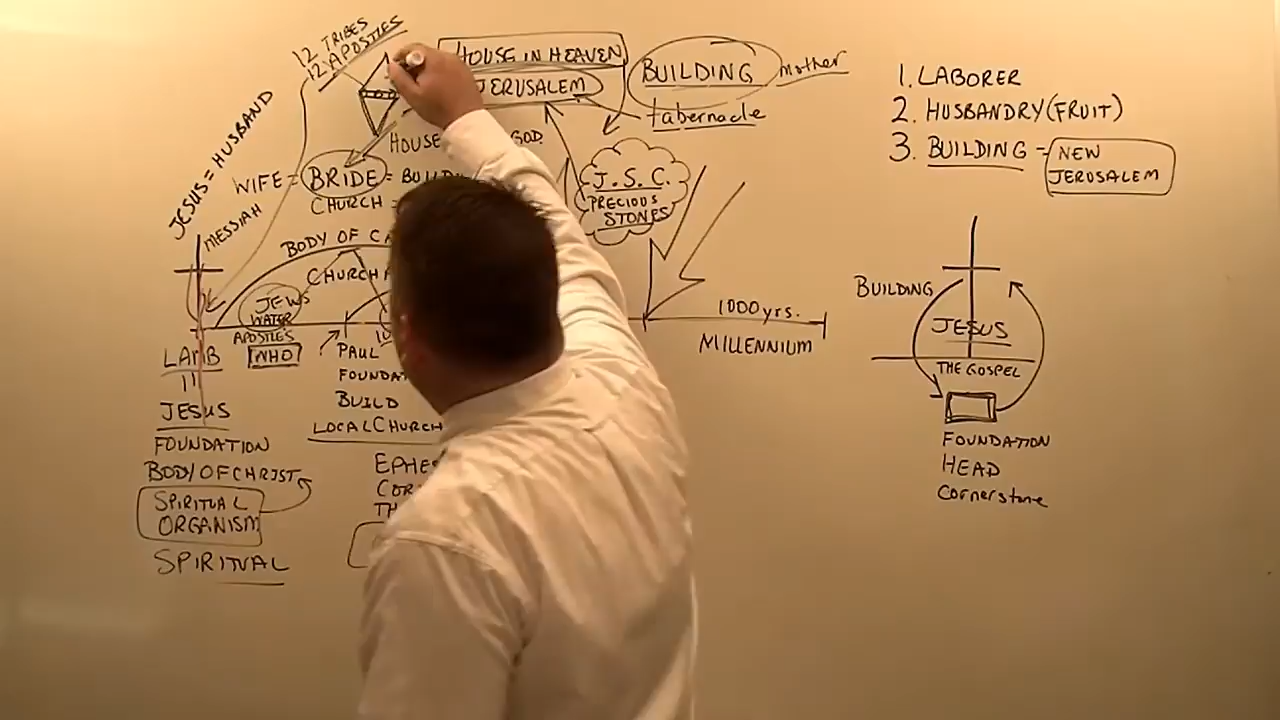 12 TRIBES
12 APOSTLES
HOUSE IN HEAVEN
JERUSALEM
BUILDING mother
tabernacle
HOUSE GOD
JESUS = HUSBAND
MESSIAH
WIFE = BRIDE =
CHURCH =
J.S.C.
PRECIOUS
STONES
BODY OF
CHURCH
JEWS
WATER
APOSTLES
NHO
PAUL
BUILD
LOCAL CHURCH
1000 yrs.
MILLENNIUM
LAMB
JESUS
FOUNDATION
BODY OF CHRIST
SPIRITUAL
ORGANISM
SPIRITUAL
1. LABORER
2. HUSBANDRY (FRUIT)
3. BUILDING - NEW
JERUSALEM
BUILDING
JESUS
THE GOSPEL
FOUNDATION
HEAD
Cornerstone